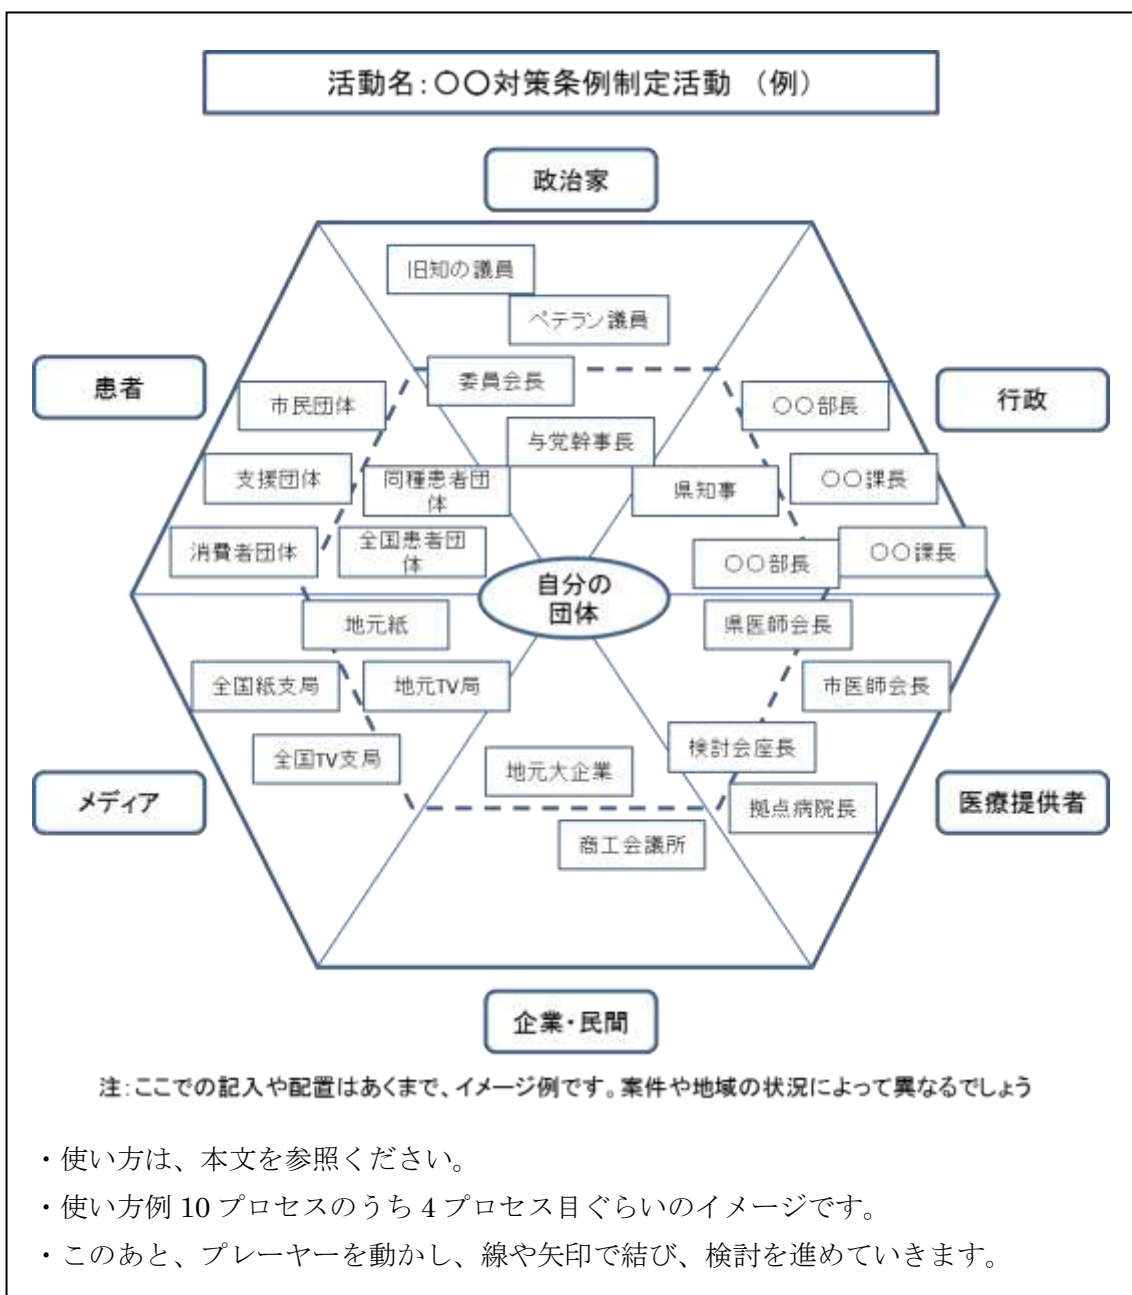 活動名：〇〇対策条例制定活動 （例）
政治家
旧知の議員
ベテラン議員
患者
委員会長
行政
市民団体
〇〇部長
与党幹事長
支援団体
同種患者団
体
県知事
〇〇課長
消費者団体
全国患者団
体
〇〇部長
〇〇課長
自分の
団体
地元紙
県医師会長
全国紙支局
地元TV局
市医師会長
全国TV支局
地元大企業
検討会座長
メディア
拠点病院長
医療提供者
商工会議所
企業・民間
注：ここでの記入や配置はあくまで、イメージ例です。案件や地域の状況によって異なるでしょう
・使い方は、本文を参照ください。
・使い方例 10 プロセスのうち 4 プロセス目ぐらいのイメージです。
・このあと、プレーヤーを動かし、線や矢印で結び、検討を進めていきます。